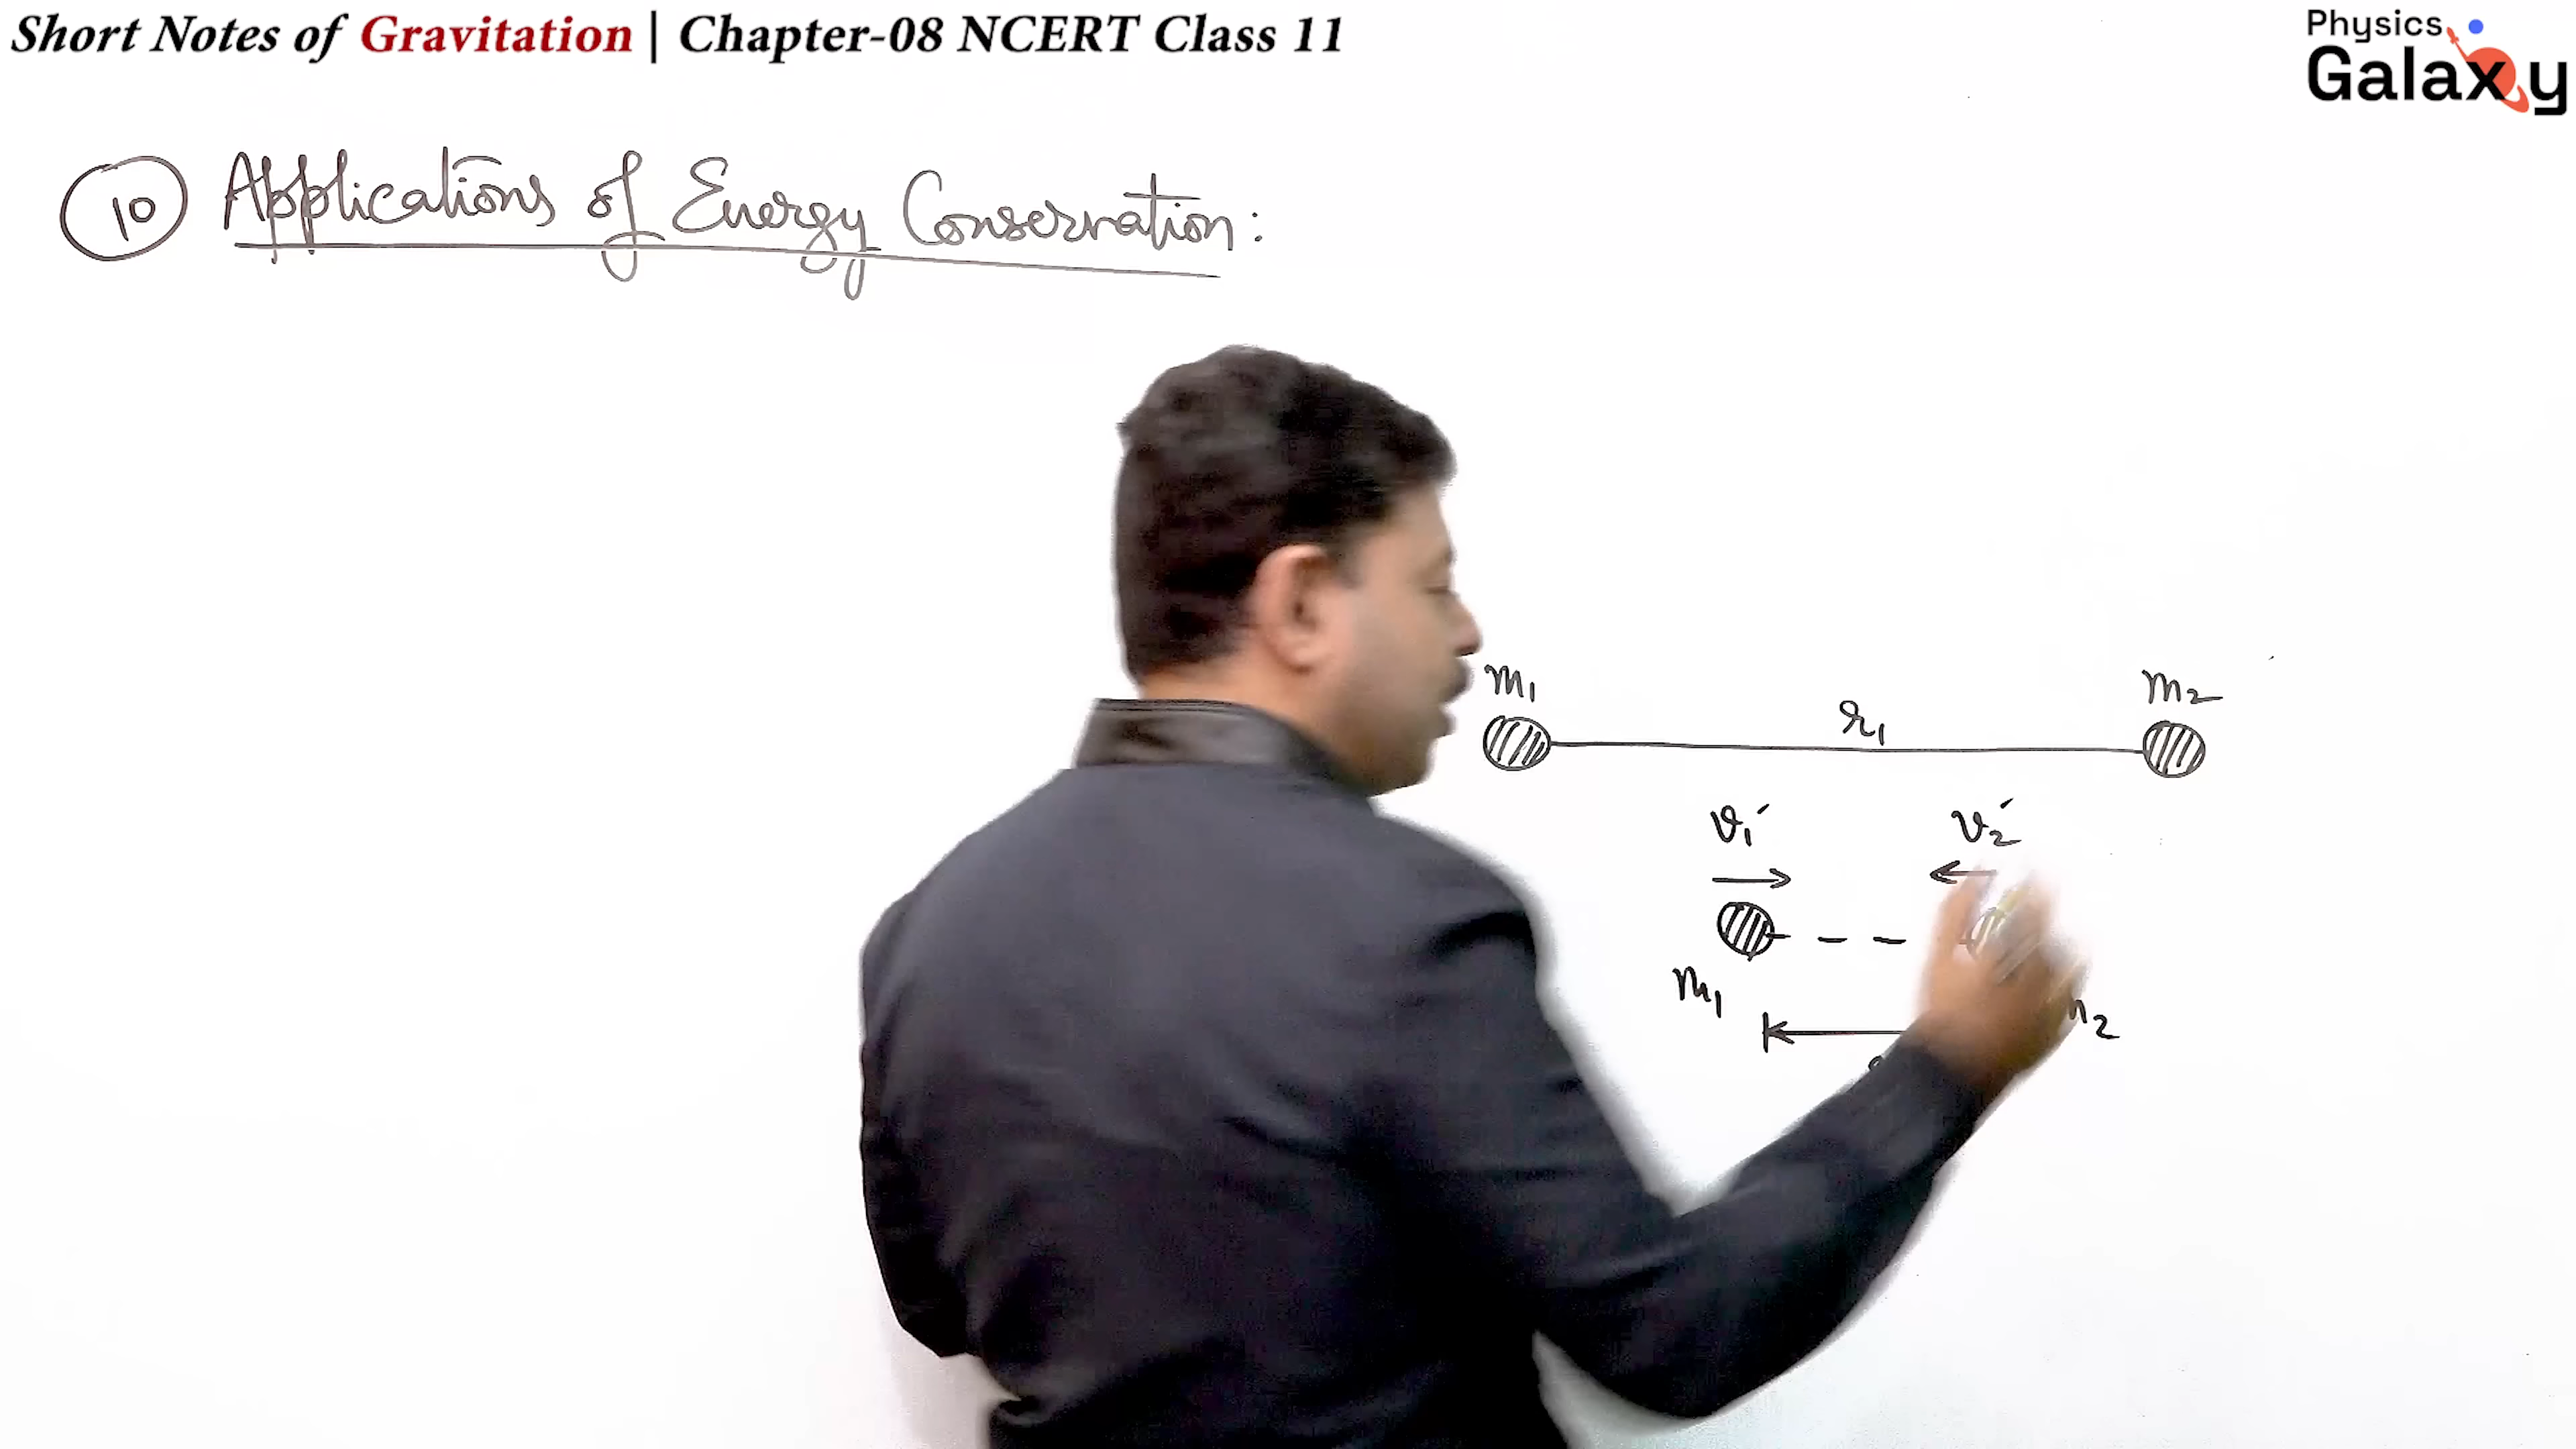 Short Notes of Gravitation | Chapter-08 NCERT Class 11
Physics
Galaxy
10 Applications of Energy Conservation:
m₁
m₂
r₁
v₁'
v₂'
m₁